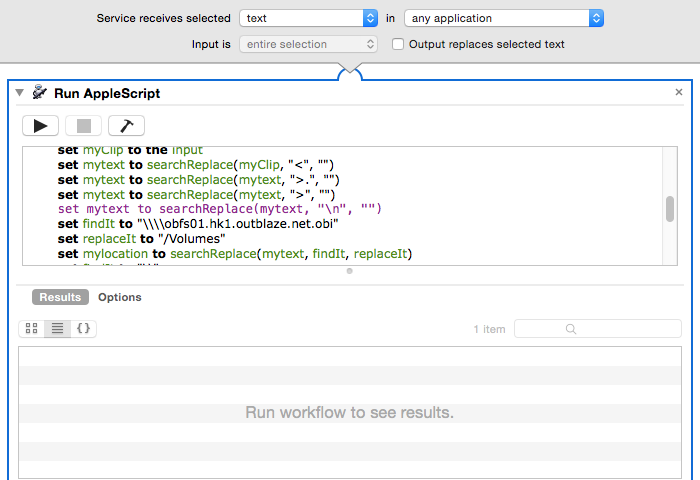 Service receives selected text in any application
Input is entire selection Output replaces selected text
Run AppleScript
set myClip to the input
set mytext to searchReplace(myClip, "<", "")
set mytext to searchReplace(mytext, ">.", "")
set mytext to searchReplace(mytext, ">", "")
set mytext to searchReplace(mytext, "\n", "")
set findIt to "\\\\obfs01.hk1.outblaze.net.obi"
set replaceIt to "/Volumes"
set mylocation to searchReplace(mytext, findIt, replaceIt)
Results Options
1 item
Run workflow to see results.